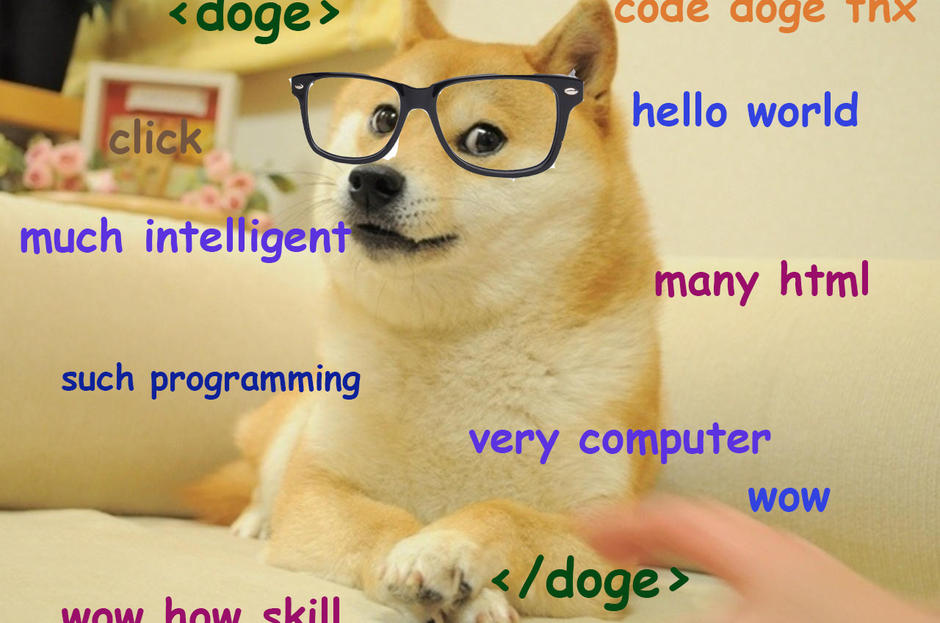 <doge>
code doge thx
hello world
click
much intelligent
many html
such programming
very computer
wow
</doge>
wow how skill